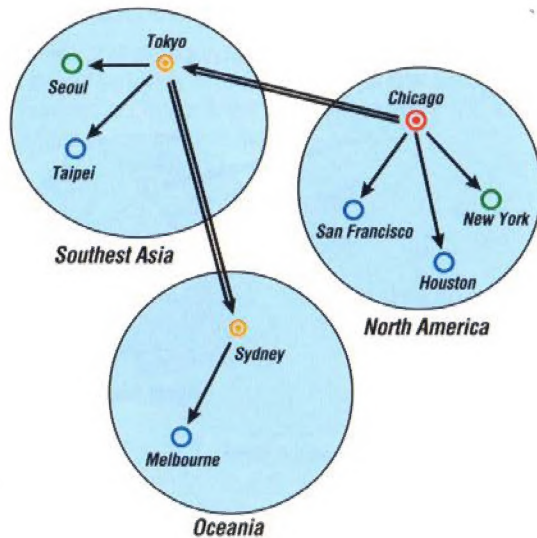 Tokyo
Seoul
Taipei
Southest Asia
Chicago
San Francisco
New York
Houston
North America
Sydney
Melbourne
Oceania